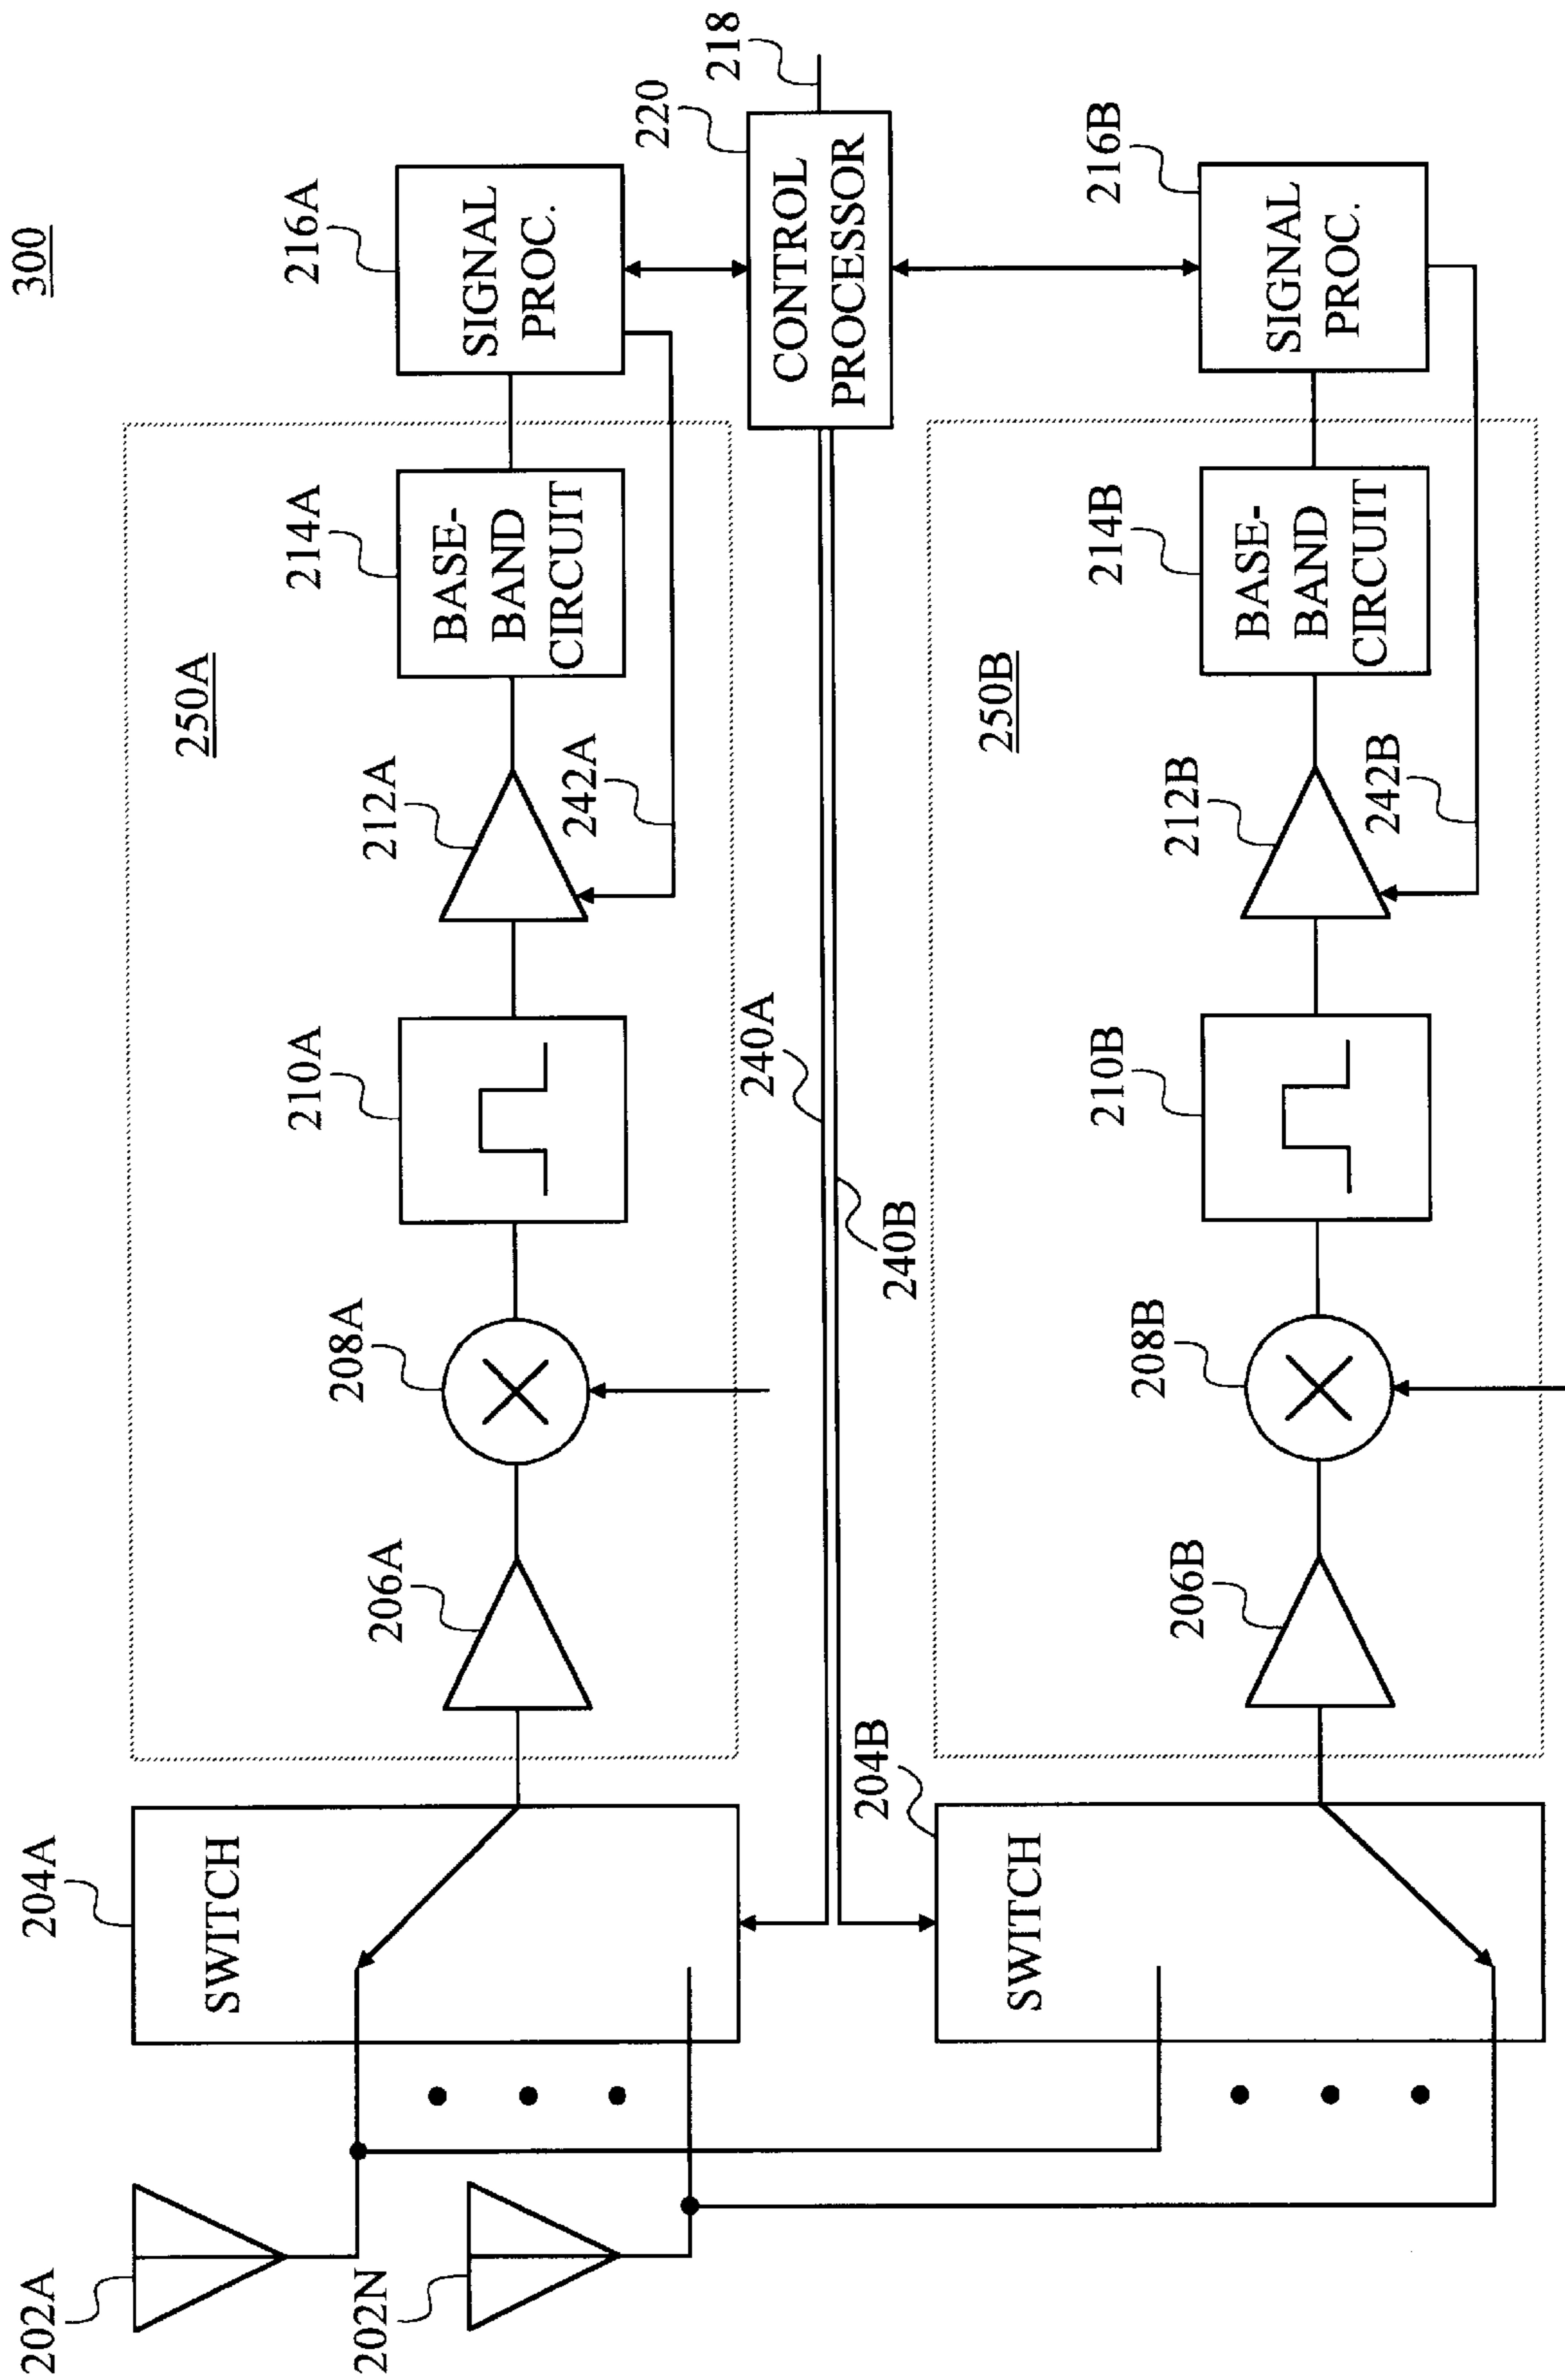 300
202A
204A
SWITCH
206A
208A
210A
212A
250A
214A
BASE-
BAND
CIRCUIT
216A
SIGNAL
PROC.
242A
202N
240A
240B
220
CONTROL
PROCESSOR
218
204B
SWITCH
206B
208B
210B
212B
250B
214B
BASE-
BAND
CIRCUIT
216B
SIGNAL
PROC.
242B